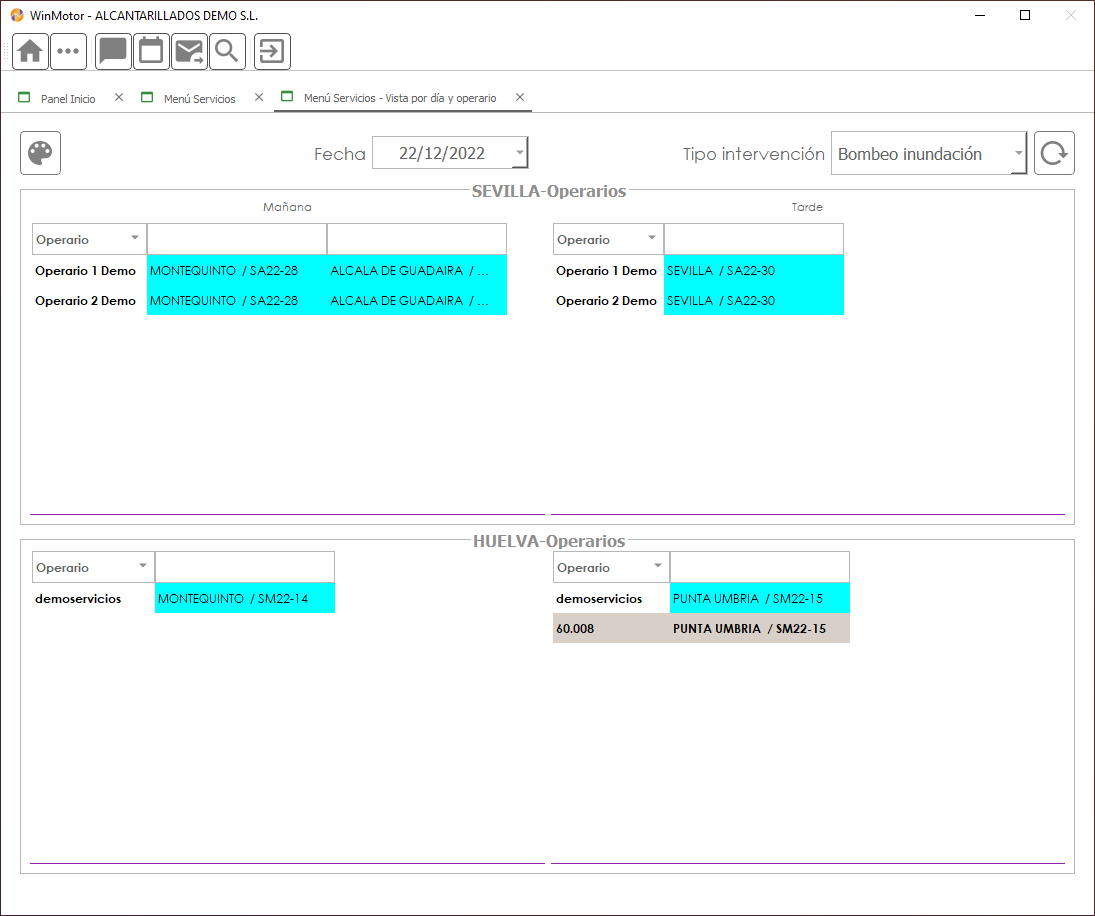 WinMotor - ALCANTARILLADOS DEMO S.L.
Panel Inicio
Menú Servicios
Menú Servicios - Vista por día y operario
Fecha 22/12/2022 Tipo intervención Bombeo inundación
SEVILLA-Operarios
Mañana Tarde
Operario Operario
Operario 1 Demo MONTEQUINTO / SA22-28 ALCALA DE GUADAIRA / ... Operario 1 Demo SEVILLA / SA22-30
Operario 2 Demo MONTEQUINTO / SA22-28 ALCALA DE GUADAIRA / ... Operario 2 Demo SEVILLA / SA22-30
HUELVA-Operarios
Operario Operario
demoservicios MONTEQUINTO / SM22-14 demoservicios PUNTA UMBRIA / SM22-15
60.008 PUNTA UMBRIA / SM22-15